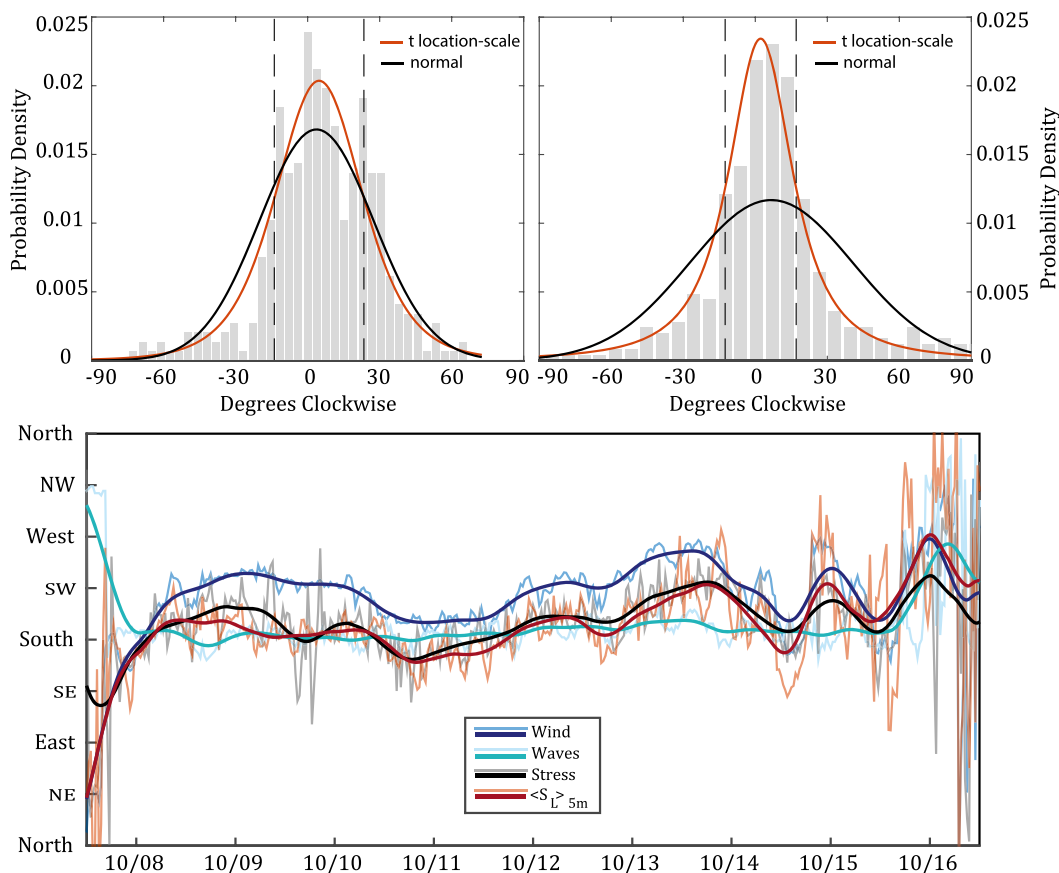 0.025
0.02
0.015
0.01
0.005
0
Probability Density
t location-scale
normal
-90 -60 -30 0 30 60 90
Degrees Clockwise
t location-scale
normal
0.025
0.02
0.015
0.01
0.005
0
Probability Density
-90 -60 -30 0 30 60 90
Degrees Clockwise
North
NW
West
SW
South
SE
East
NE
North
Wind
Waves
Stress
<S_L>_5m
10/08 10/09 10/10 10/11 10/12 10/13 10/14 10/15 10/16